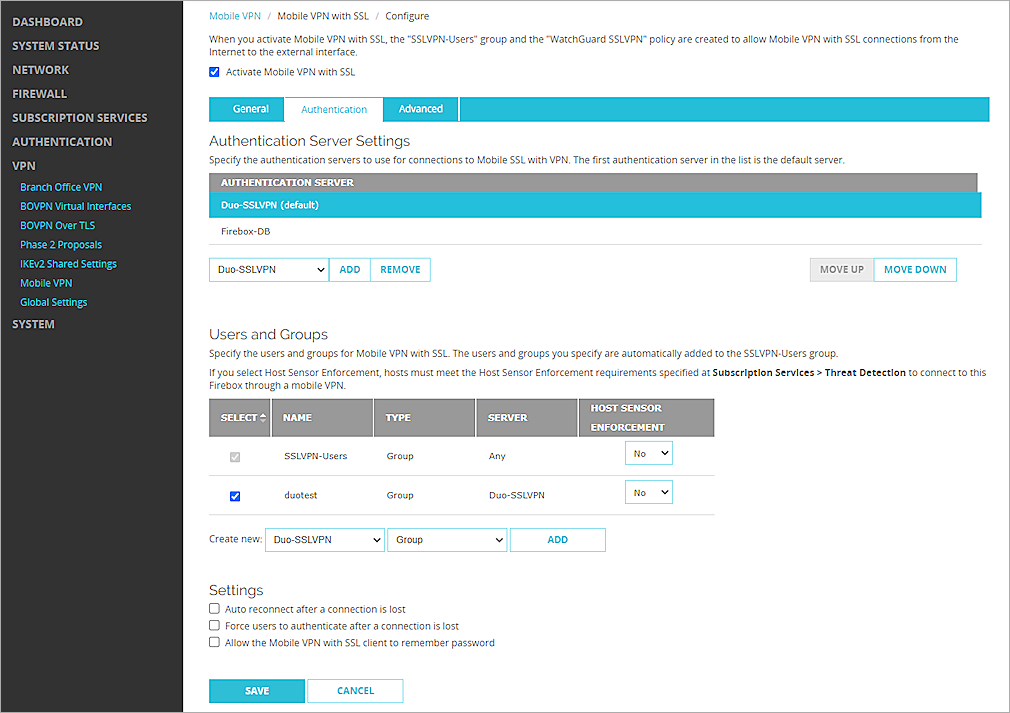 DASHBOARD
SYSTEM STATUS
NETWORK
FIREWALL
SUBSCRIPTION SERVICES
AUTHENTICATION
VPN
Branch Office VPN
BOVPN Virtual Interfaces
BOVPN Over TLS
Phase 2 Proposals
IKEv2 Shared Settings
Mobile VPN
Global Settings
SYSTEM
Mobile VPN / Mobile VPN with SSL / Configure
When you activate Mobile VPN with SSL, the "SSLVPN-Users" group and the "WatchGuard SSLVPN" policy are created to allow Mobile VPN with SSL connections from the
Internet to the external interface.
Activate Mobile VPN with SSL
General Authentication Advanced
Authentication Server Settings
Specify the authentication servers to use for connections to Mobile SSL with VPN. The first authentication server in the list is the default server.
AUTHENTICATION SERVER
Duo-SSLVPN (default)
Firebox-DB
Duo-SSLVPN ADD REMOVE MOVE UP MOVE DOWN
Users and Groups
Specify the users and groups for Mobile VPN with SSL. The users and groups you specify are automatically added to the SSLVPN-Users group.
If you select Host Sensor Enforcement, hosts must meet the Host Sensor Enforcement requirements specified at Subscription Services > Threat Detection to connect to this
Firebox through a mobile VPN.
SELECT NAME TYPE SERVER HOST SENSOR
ENFORCEMENT
SSLVPN-Users Group Any No
duotest Group Duo-SSLVPN No
Create new: Duo-SSLVPN Group ADD
Settings
Auto reconnect after a connection is lost
Force users to authenticate after a connection is lost
Allow the Mobile VPN with SSL client to remember password
SAVE CANCEL